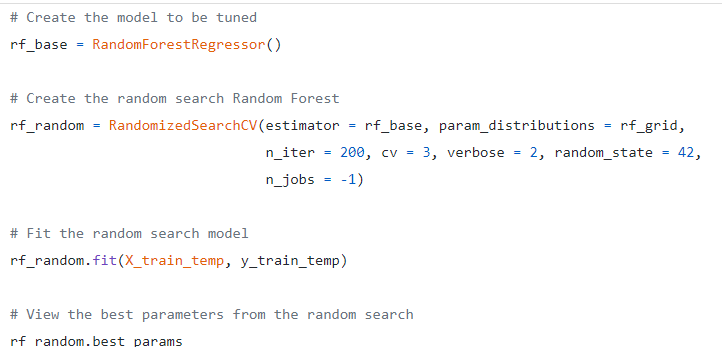 # Create the model to be tuned
rf_base = RandomForestRegressor()
# Create the random search Random Forest
rf_random = RandomizedSearchCV(estimator = rf_base, param_distributions = rf_grid,
n_iter = 200, cv = 3, verbose = 2, random_state = 42,
n_jobs = -1)
# Fit the random search model
rf_random.fit(X_train_temp, y_train_temp)
# View the best parameters from the random search
rf_random.best_params